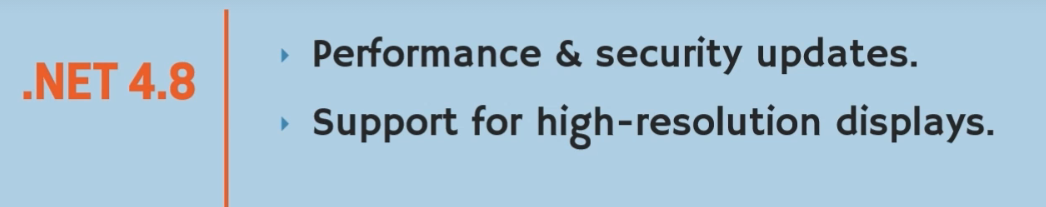 .NET 4.8
Performance & security updates.
Support for high-resolution displays.